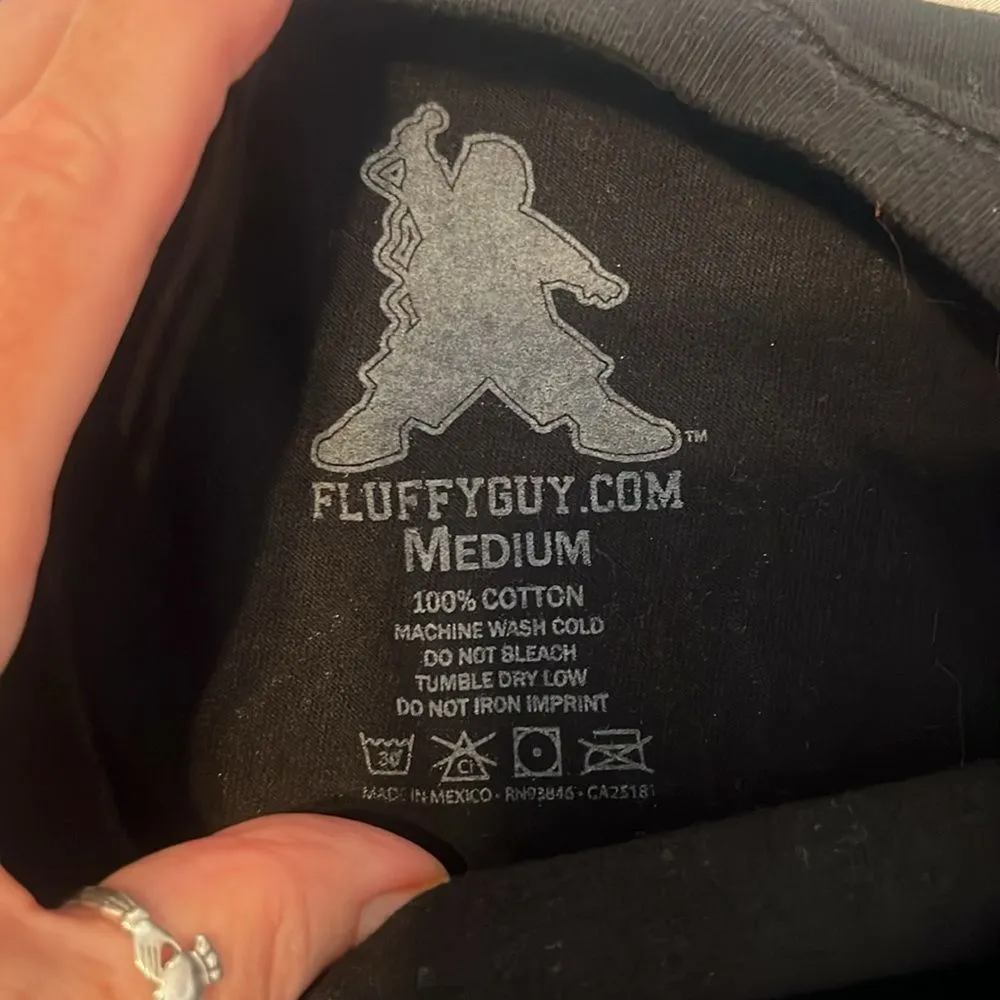 ™
FLUFFYGUY.COM
MEDIUM
100% COTTON
MACHINE WASH COLD
DO NOT BLEACH
TUMBLE DRY LOW
DO NOT IRON IMPRINT
30° Cl
MADE IN MEXICO • RN93846 • CA25181